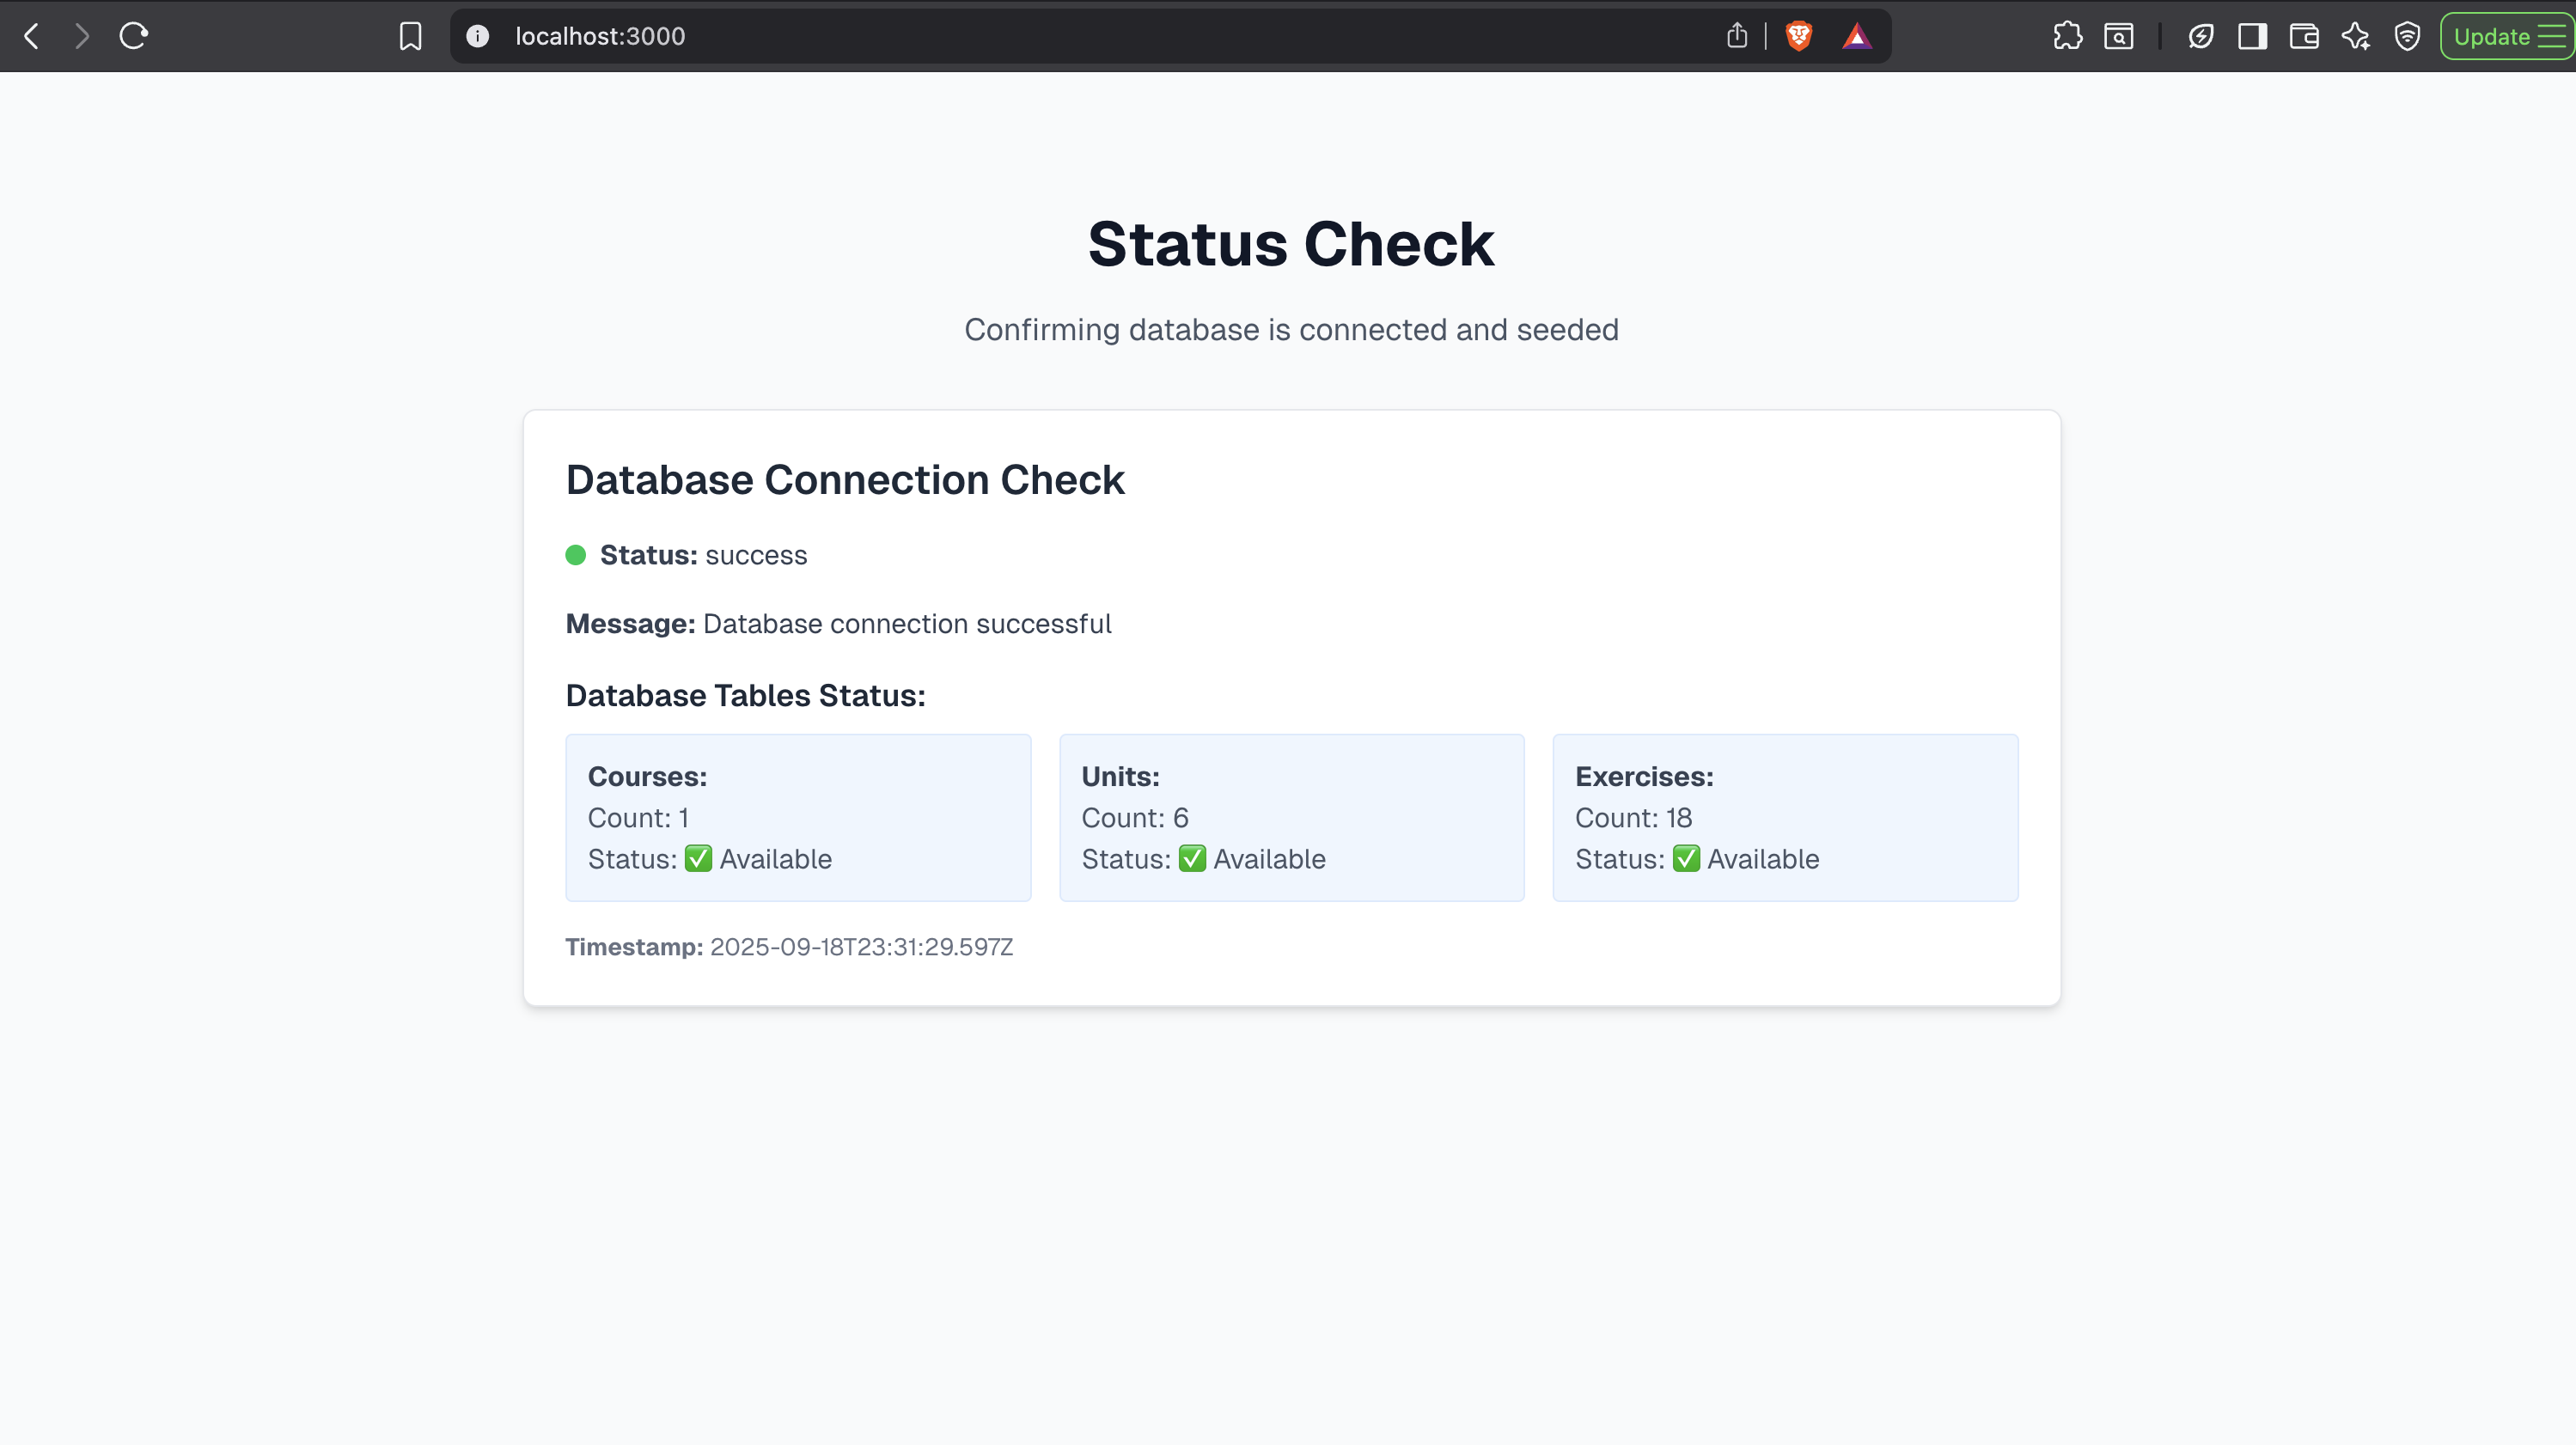 localhost:3000
Update
Status Check
Confirming database is connected and seeded
Database Connection Check
Status: success
Message: Database connection successful
Database Tables Status:
Courses:
Count: 1
Status: ✅ Available
Units:
Count: 6
Status: ✅ Available
Exercises:
Count: 18
Status: ✅ Available
Timestamp: 2025-09-18T23:31:29.597Z